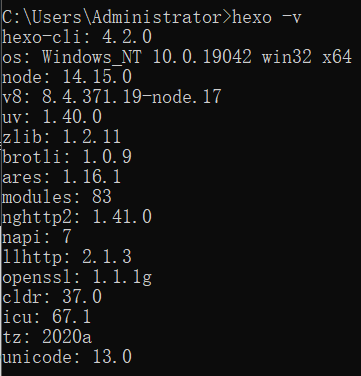 C:\Users\Administrator>hexo -v
hexo-cli: 4.2.0
os: Windows_NT 10.0.19042 win32 x64
node: 14.15.0
v8: 8.4.371.19-node.17
uv: 1.40.0
zlib: 1.2.11
brotli: 1.0.9
ares: 1.16.1
modules: 83
nghttp2: 1.41.0
napi: 7
llhttp: 2.1.3
openssl: 1.1.1g
cldr: 37.0
icu: 67.1
tz: 2020a
unicode: 13.0